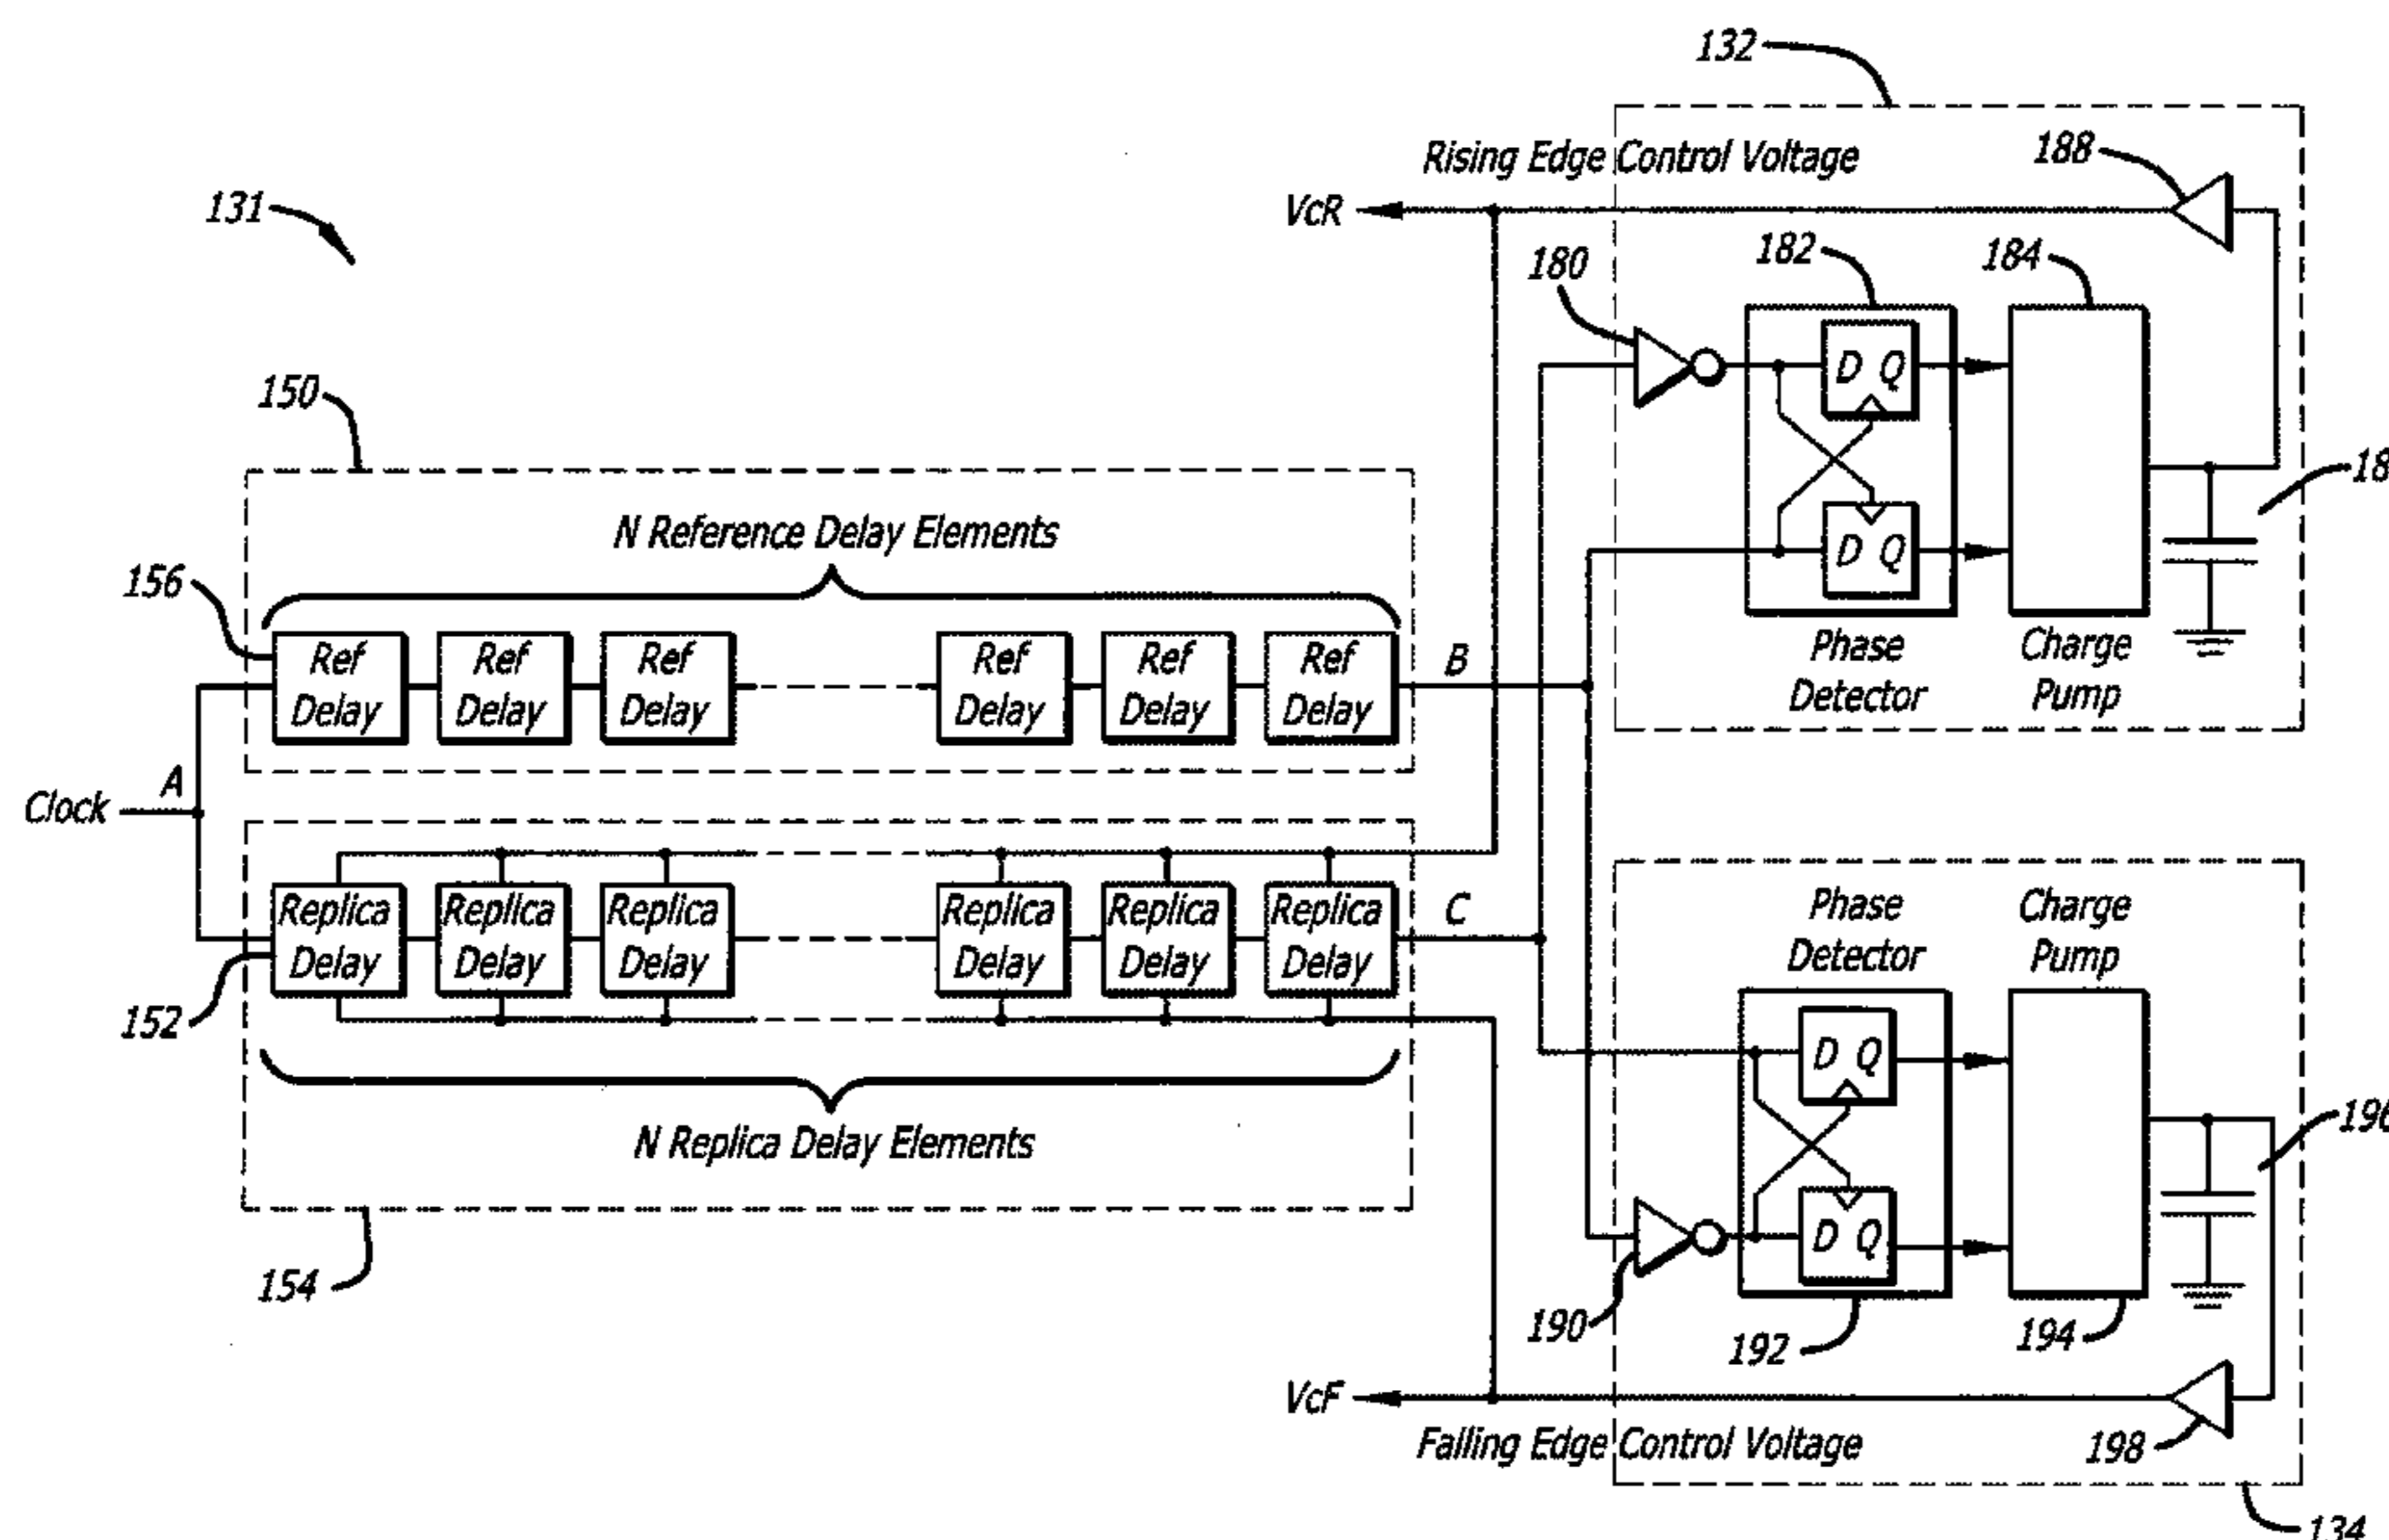 132
Rising Edge Control Voltage
188
131
VcR
180
182
184
D Q
150
18
N Reference Delay Elements
D Q
156
Ref Delay
Ref Delay
Ref Delay
Ref Delay
Ref Delay
Ref Delay
B
Phase Detector
Charge Pump
A
Clock
Replica Delay
Replica Delay
Replica Delay
Replica Delay
Replica Delay
Replica Delay
C
Phase Detector
Charge Pump
152
D Q
196
N Replica Delay Elements
D Q
154
190
192
194
VcF
Falling Edge Control Voltage
198
134